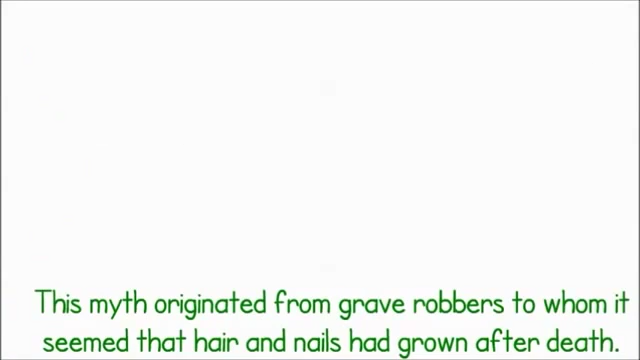 This myth originated from grave robbers to whom it
seemed that hair and nails had grown after death.